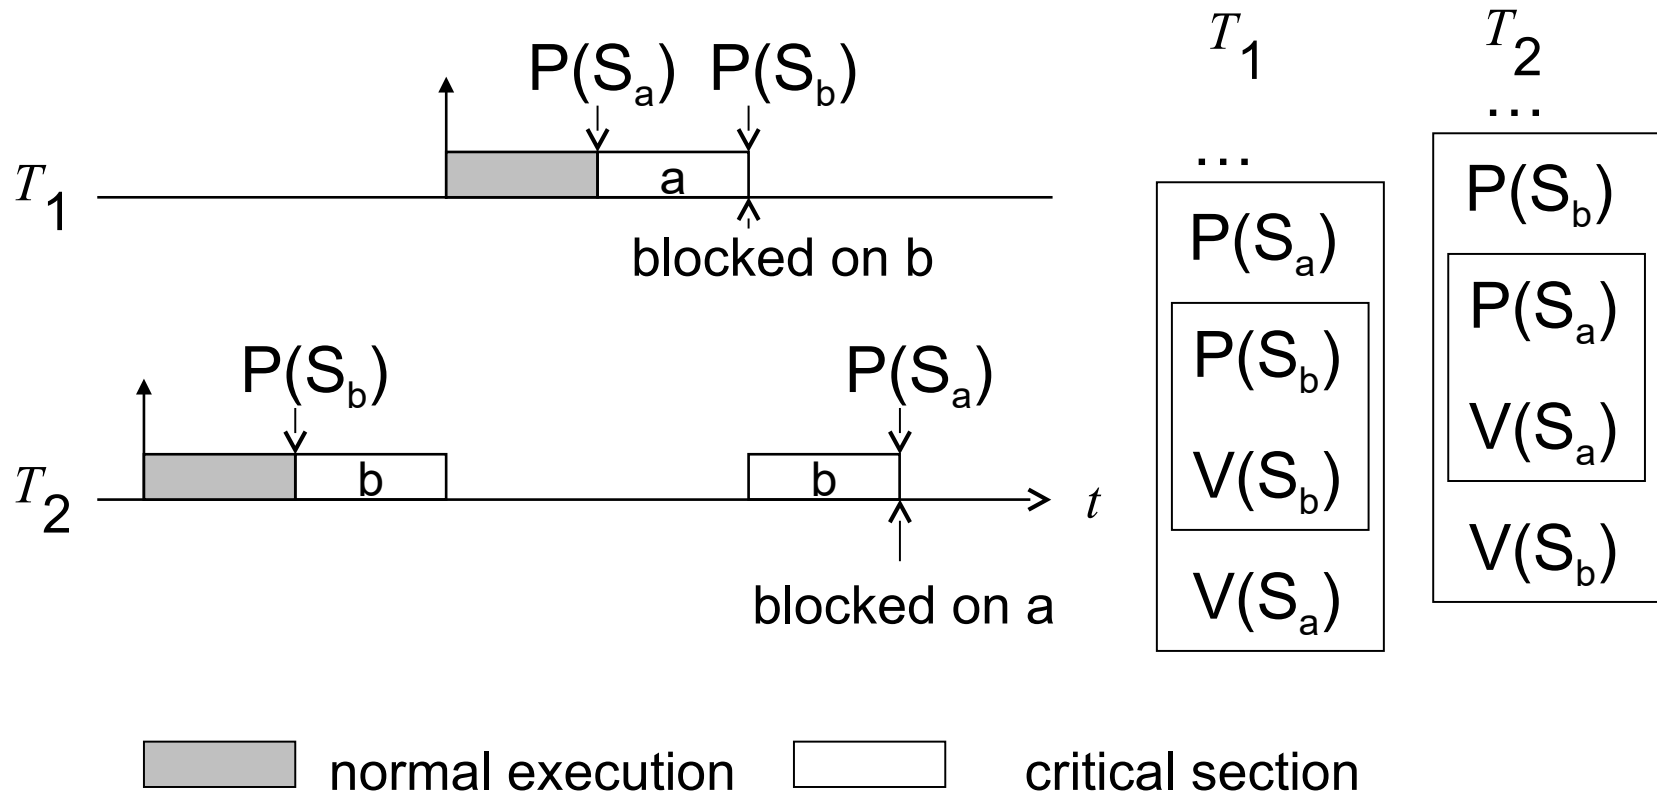 P(Sa) P(Sb)
T1
a
blocked on b
P(Sb) P(Sa)
T2
b
b
t
blocked on a
T1
...
P(Sa)
P(Sb)
V(Sb)
V(Sa)
T2
...
P(Sb)
P(Sa)
V(Sa)
V(Sb)
normal execution
critical section